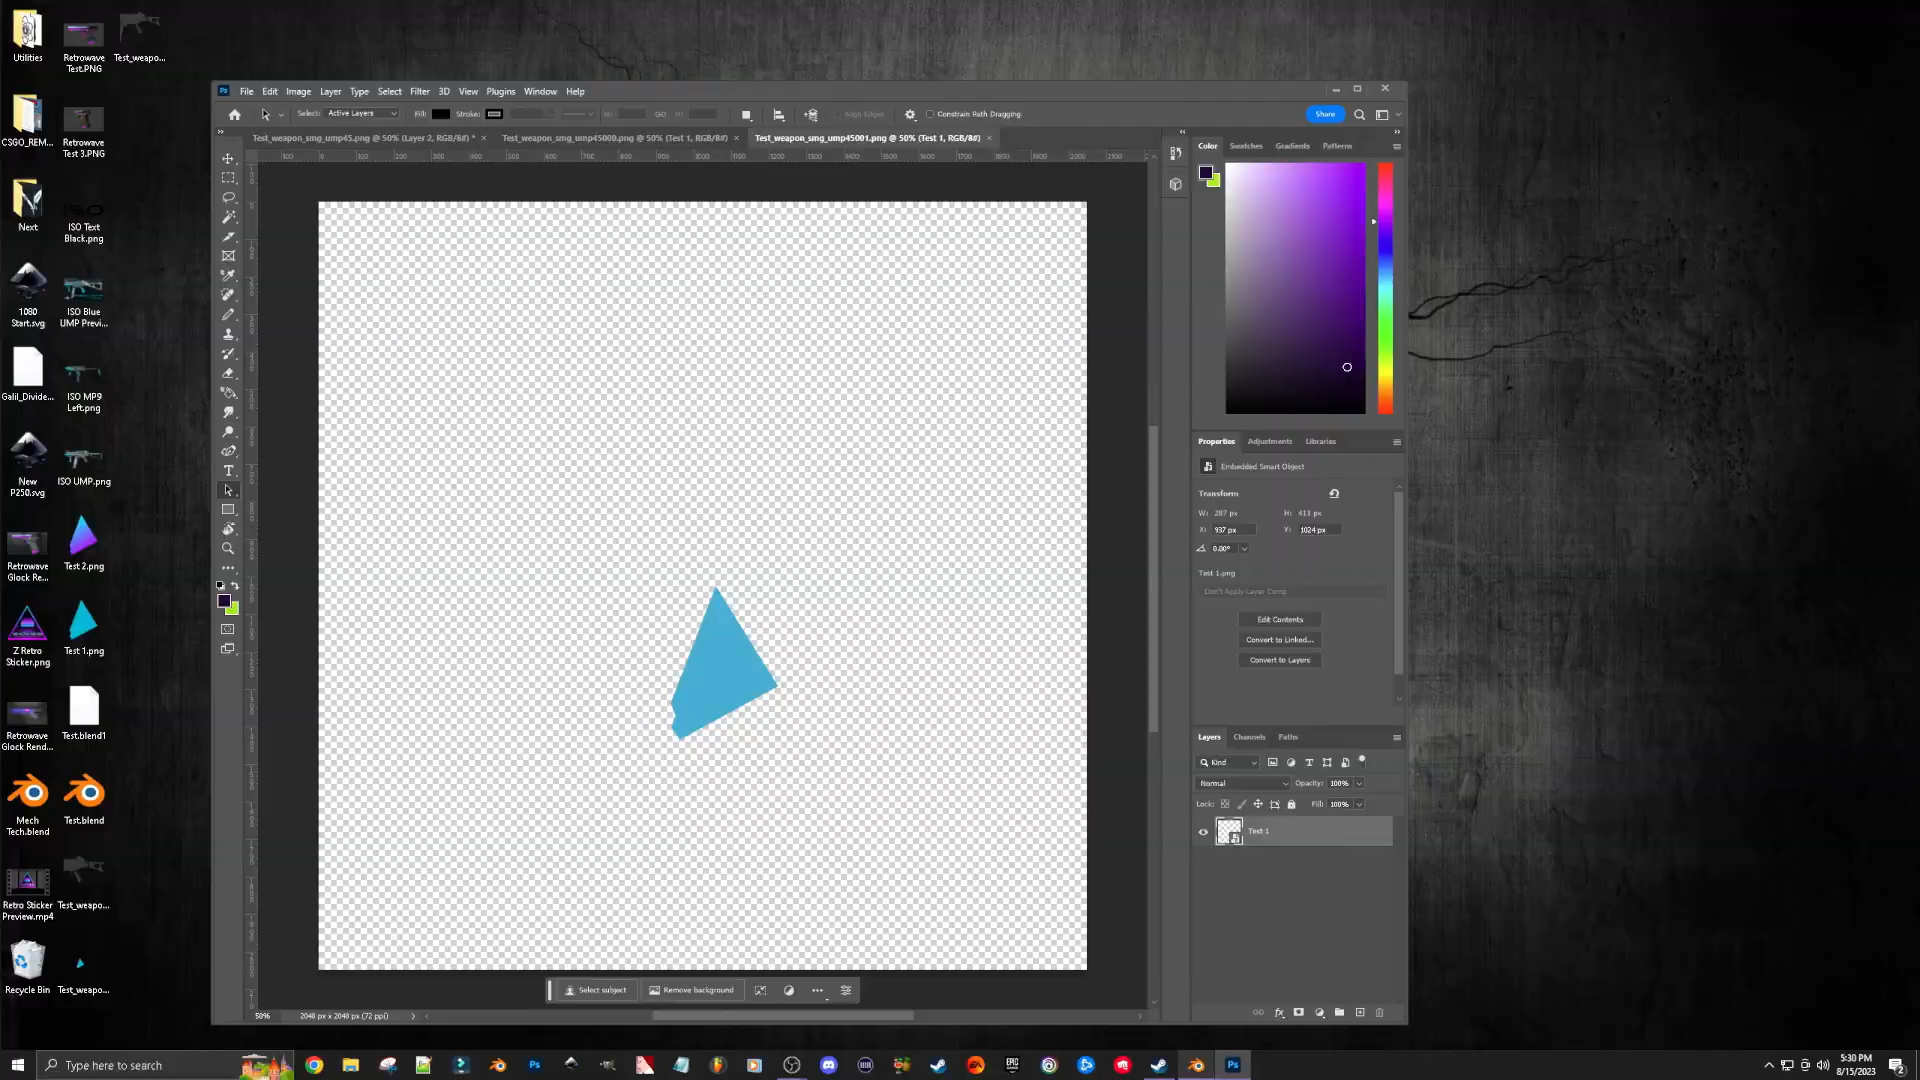 Utilities
Retrowave
Test.PNG
Test_weapo...
CSGO_REM...
Retrowave
Test 3.PNG
Next
ISO Text
Black.png
1080
Start.svg
ISO Blue
UMP Previ...
Galil_Divide...
ISO MP9
Left.png
New
P250.svg
ISO UMP.png
Retrowave
Glock Re...
Test 2.png
Z Retro
Sticker.png
Test 1.png
Retrowave
Glock Rend...
Test.blend1
Mech
Tech.blend
Test.blend
Retro Sticker
Preview.mp4
Test_weapo...
Recycle Bin
Test_weapo...
Ps
File Edit Image Layer Type Select Filter 3D View Plugins Window Help
Select: Active Layers Fill: Stroke: Align Edges Constrain Path Dragging
Share
Test_weapon_smg_ump45.png @ 50% (Layer 2, RGB/8#) *
Test_weapon_smg_ump45000.png @ 50% (Test 1, RGB/8#)
Test_weapon_smg_ump45001.png @ 50% (Test 1, RGB/8#)
Color Swatches Gradients Patterns
Properties Adjustments Libraries
Embedded Smart Object
Transform
W: 287 px H: 411 px
X: 937 px Y: 1024 px
0.00°
Test 1.png
Don't Apply Layer Comp
Edit Contents
Convert to Linked...
Convert to Layers
Layers Channels Paths
Kind
Normal Opacity: 100%
Lock: Fill: 100%
Test 1
Select subject Remove background
50% 2048 px x 2048 px (72 ppi)
Type here to search
5:30 PM
8/15/2023